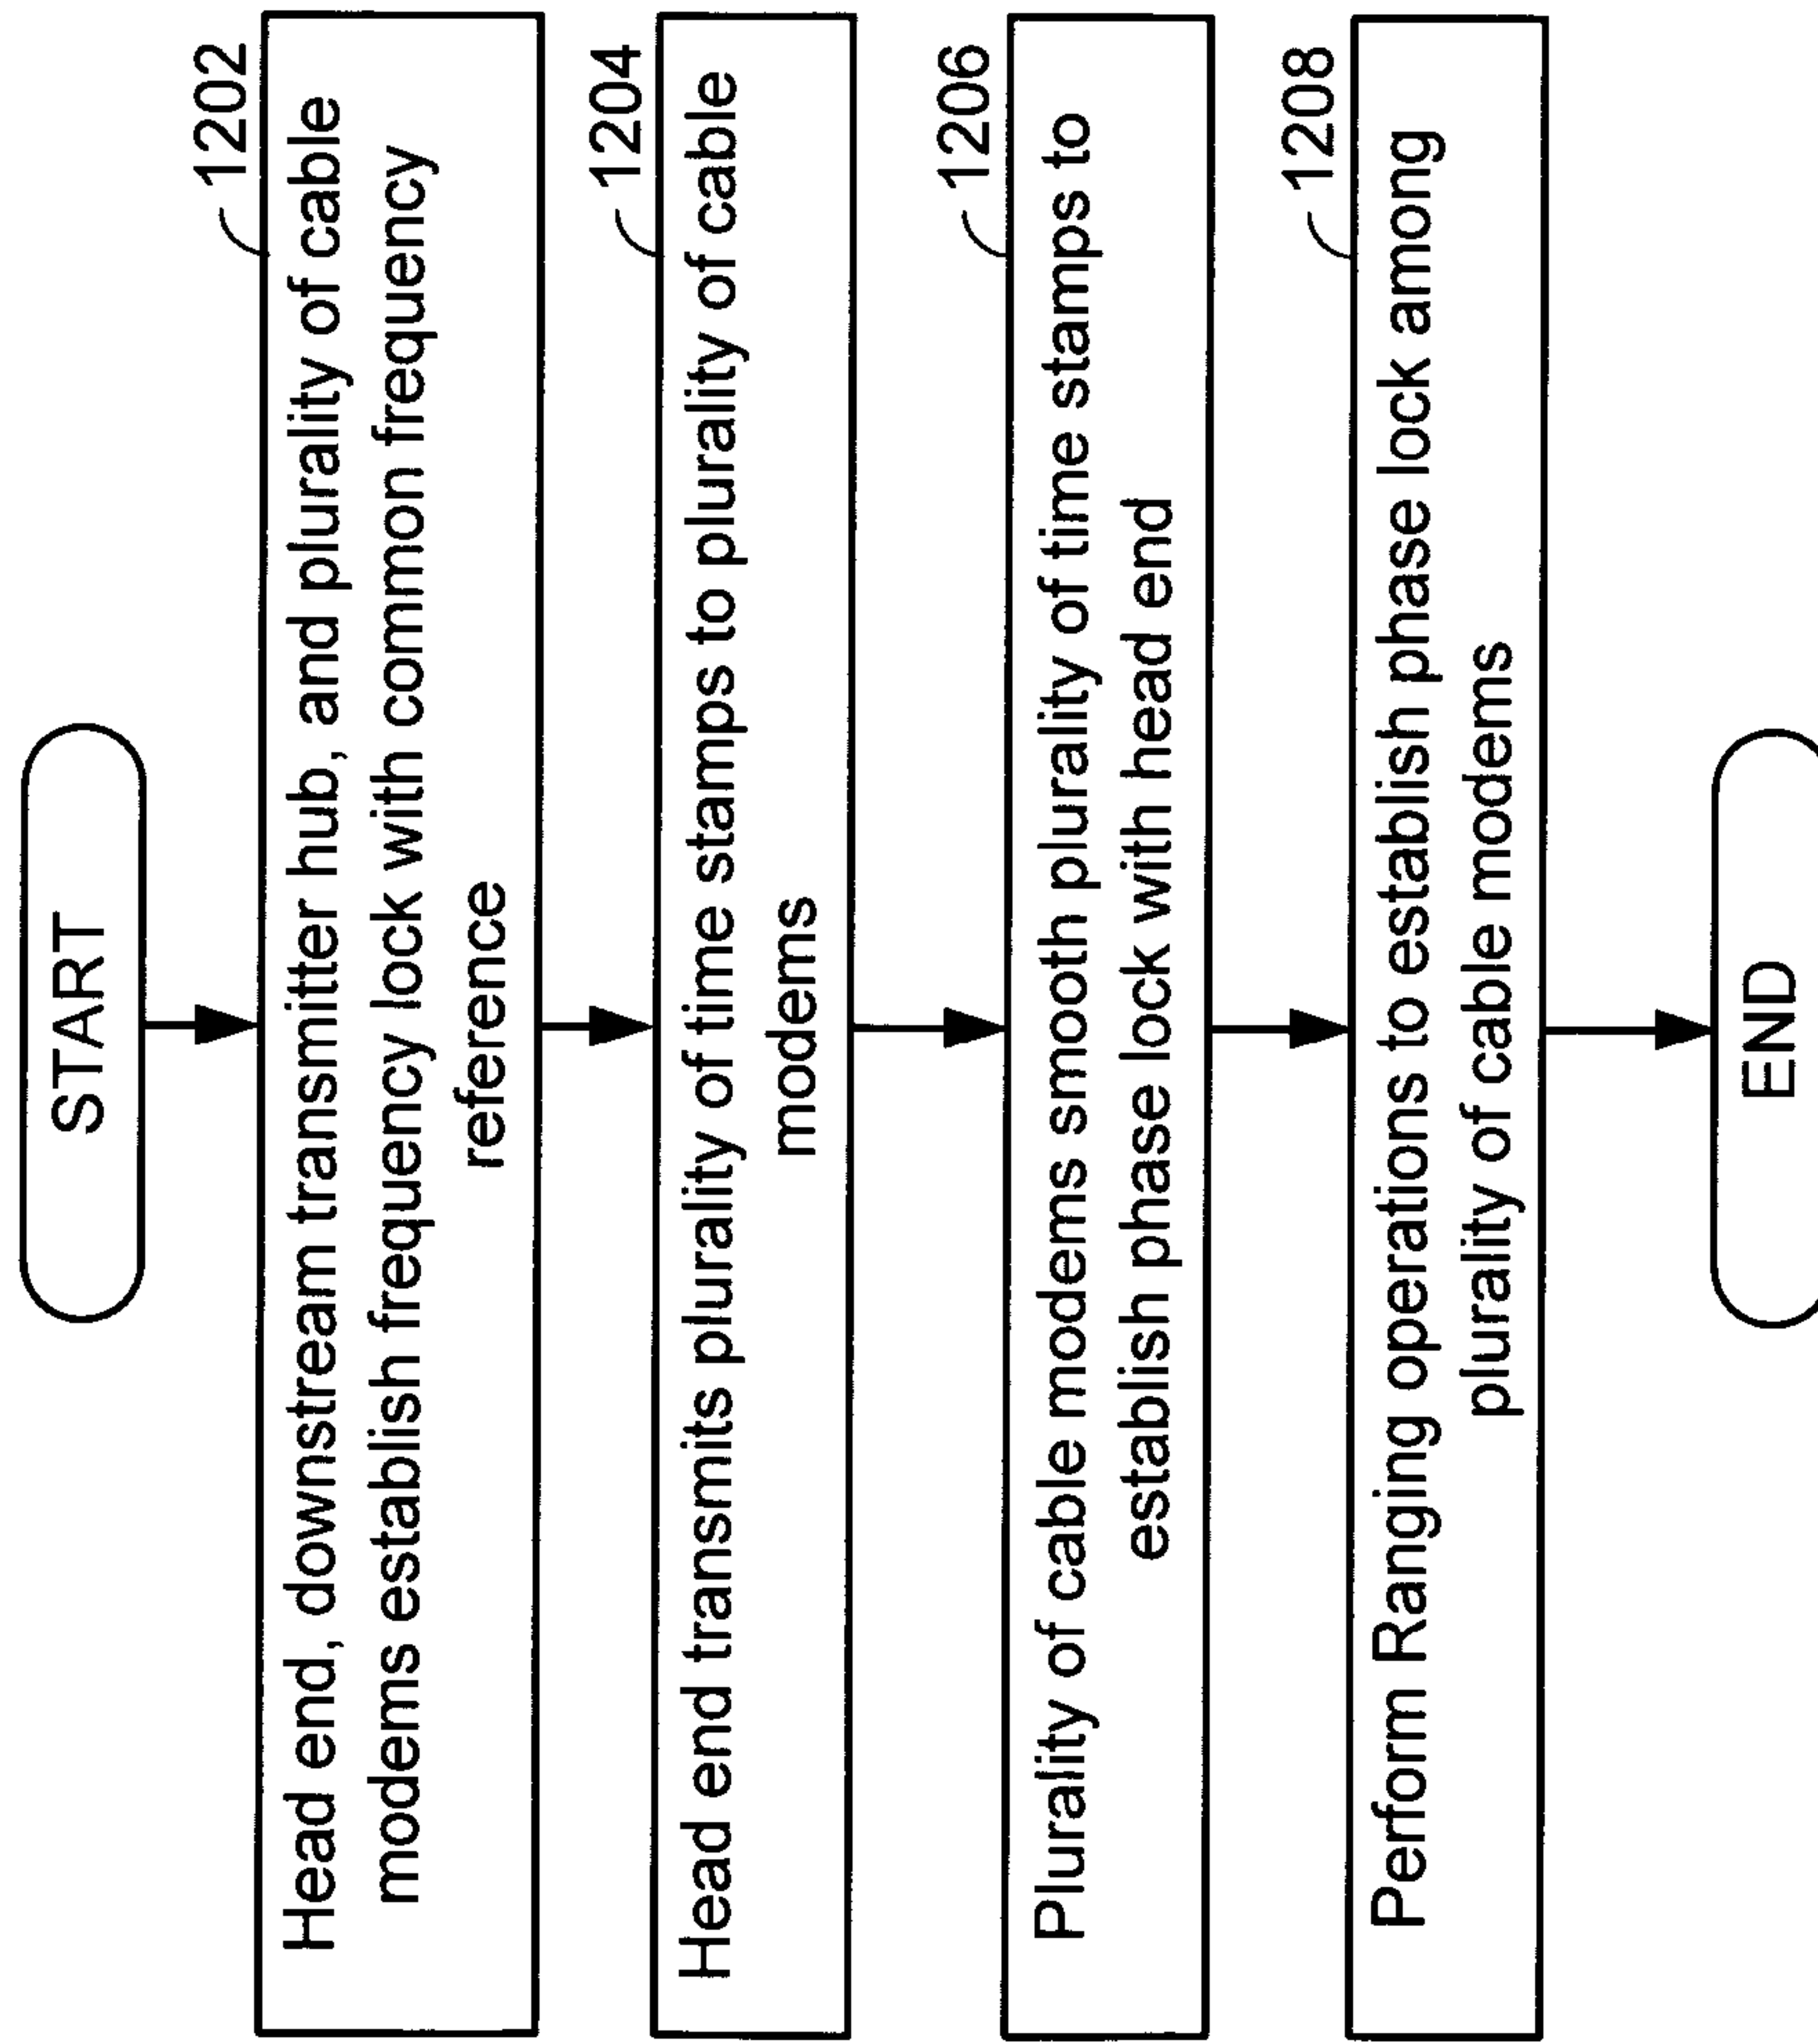 START
1202
Head end, downstream transmitter hub, and plurality of cable
modems establish frequency lock with common frequency
reference
1204
Head end transmits plurality of time stamps to plurality of cable
modems
1206
Plurality of cable modems smooth plurality of time stamps to
establish phase lock with head end
1208
Perform Ranging operations to establish phase lock among
plurality of cable modems
END